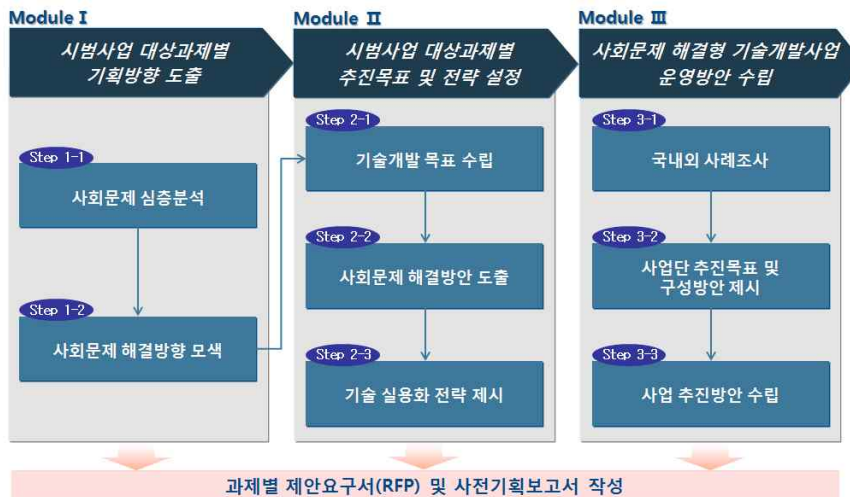 Module Ⅰ
시범사업 대상과제별
기획방향 도출
Step 1-1
사회문제 심층분석
Step 1-2
사회문제 해결방향 모색
Module Ⅱ
시범사업 대상과제별
추진목표 및 전략 설정
Step 2-1
기술개발 목표 수립
Step 2-2
사회문제 해결방안 도출
Step 2-3
기술 실용화 전략 제시
Module Ⅲ
사회문제 해결형 기술개발사업
운영방안 수립
Step 3-1
국내외 사례조사
Step 3-2
사업단 추진목표 및
구성방안 제시
Step 3-3
사업 추진방안 수립
과제별 제안요구서(RFP) 및 사전기획보고서 작성